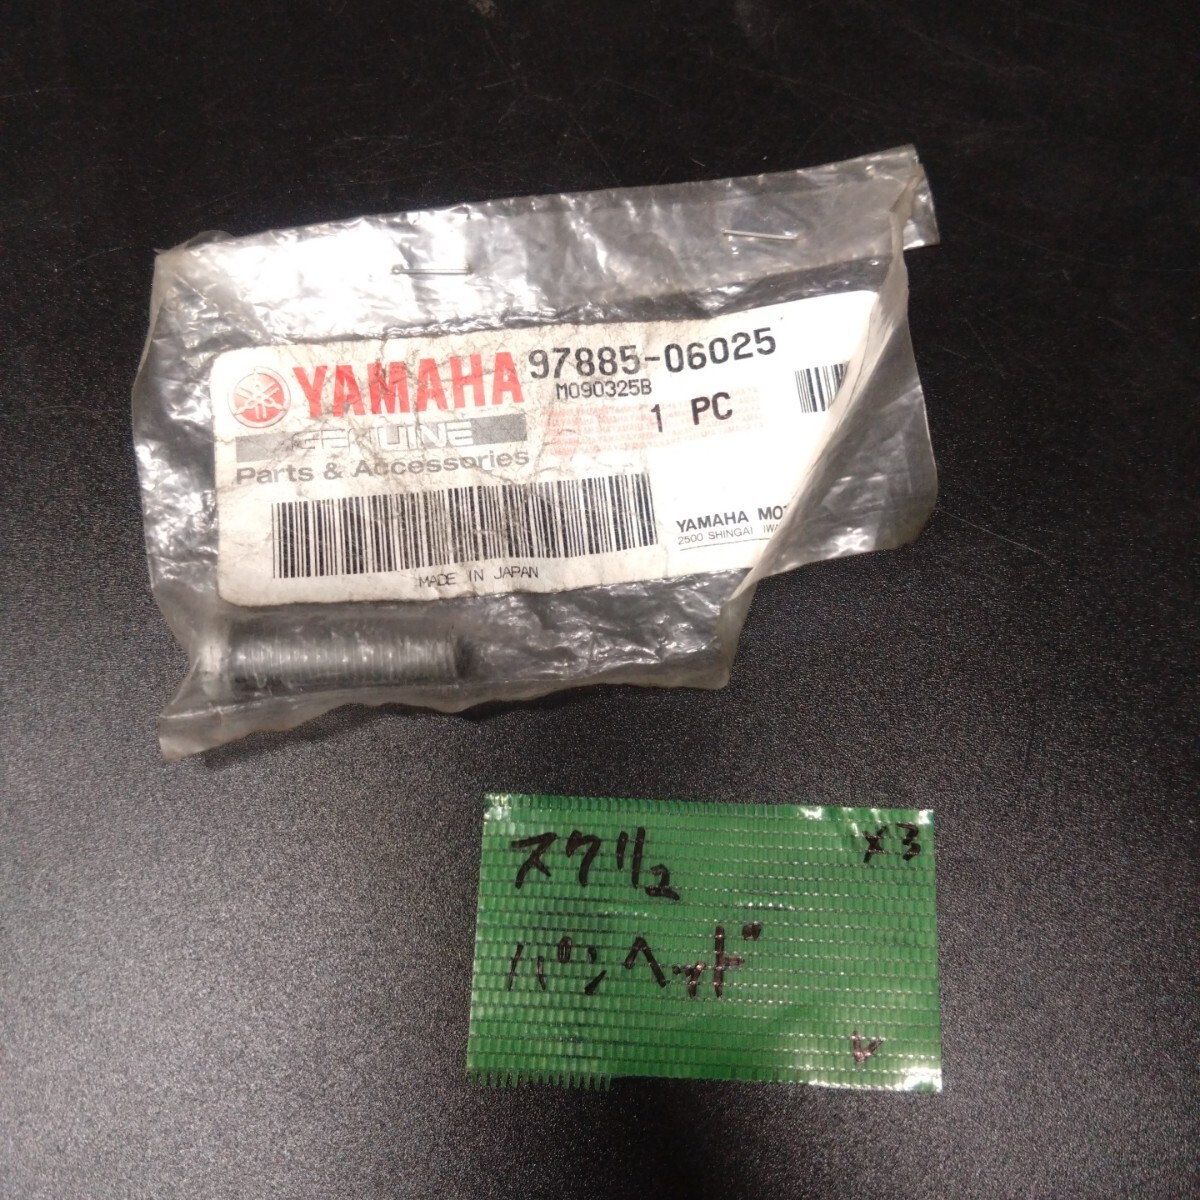 YAMAHA 97885-06025
M090325B
1 PC
GENUINE
Parts & Accessories
YAMAHA MOT
2500 SHINGAI IWA
MADE IN JAPAN
スクリュ ×3
パンヘッド
レ